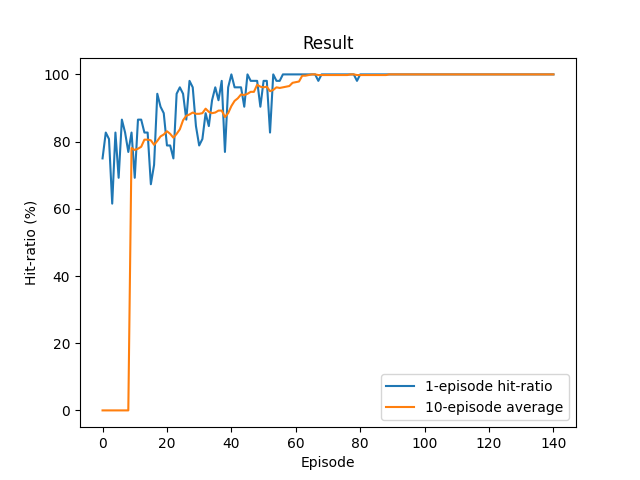 Result
Hit-ratio (%)
100
80
60
40
20
0
0 20 40 60 80 100 120 140
Episode
1-episode hit-ratio
10-episode average